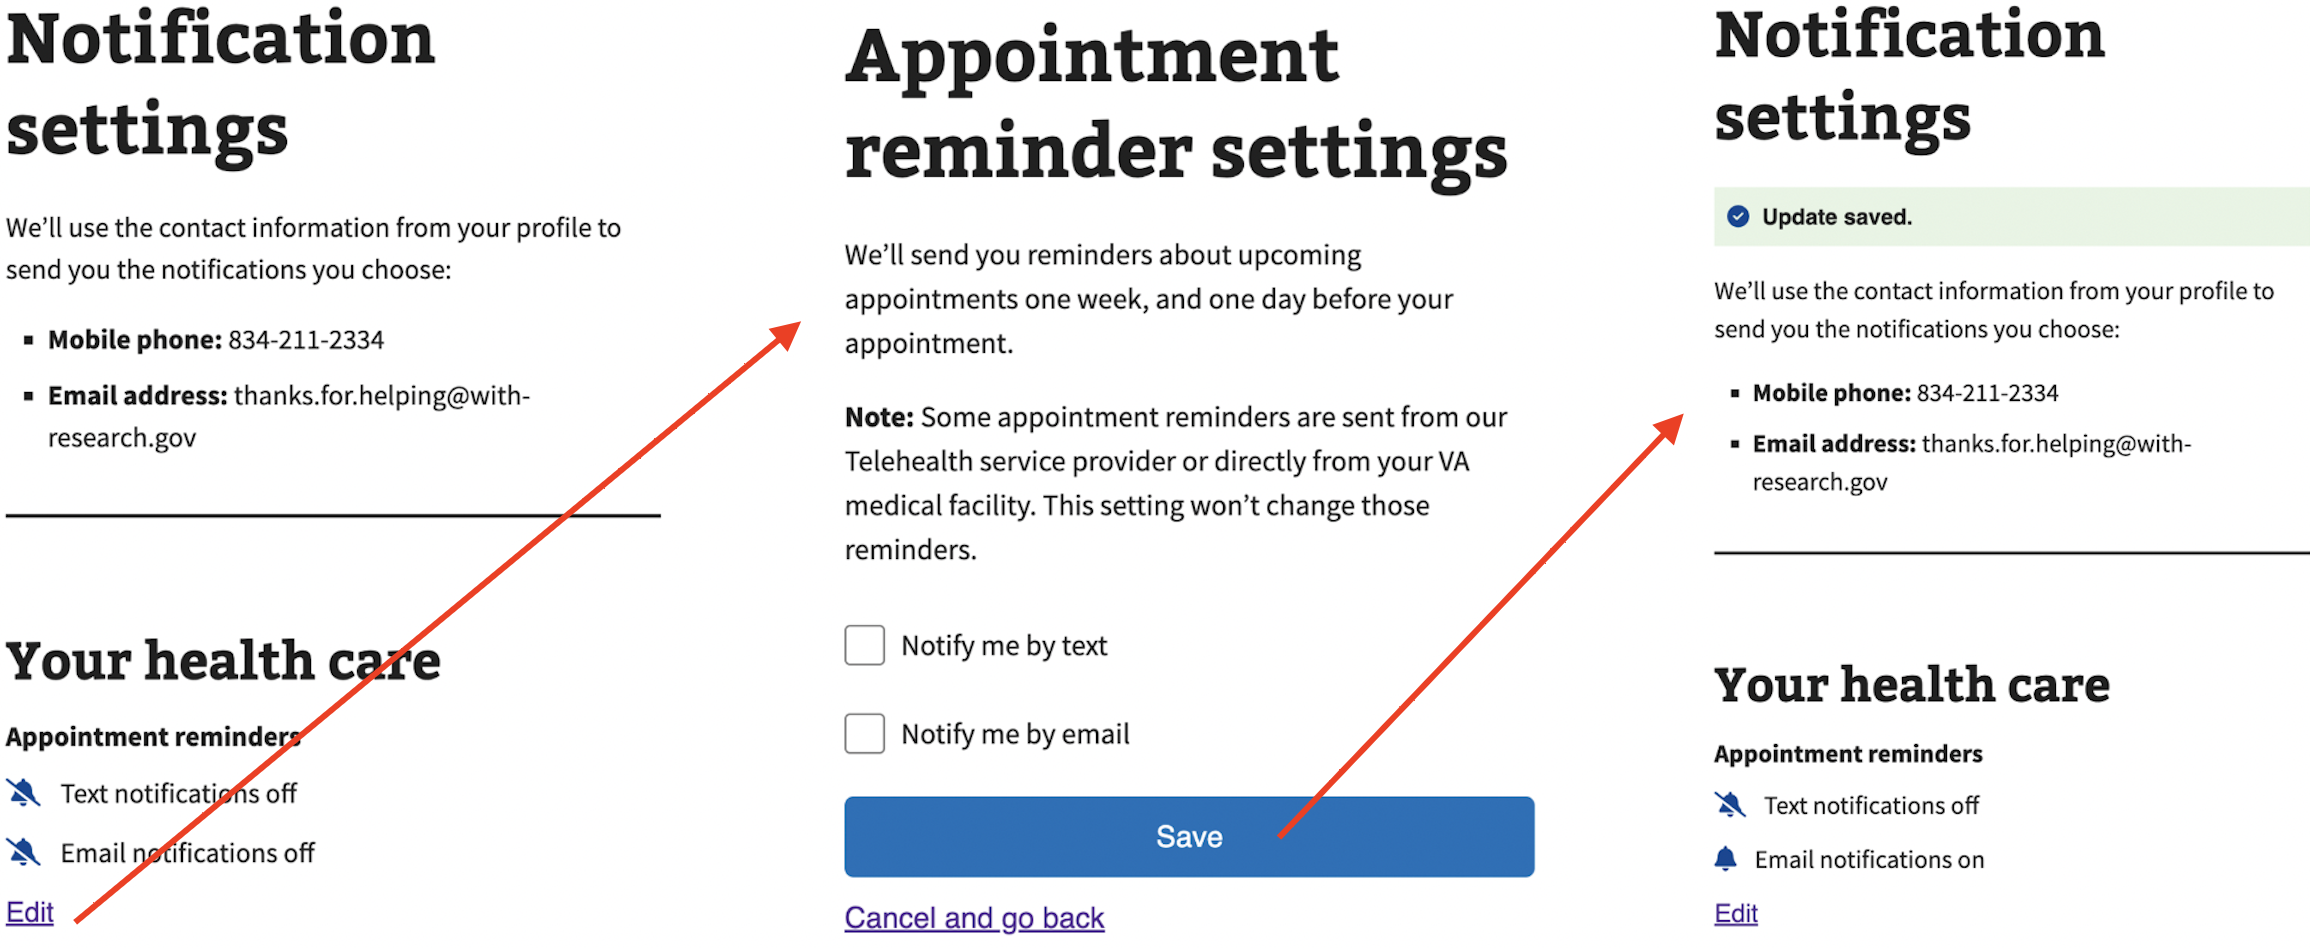 Notification
settings
We’ll use the contact information from your profile to
send you the notifications you choose:
Mobile phone: 834-211-2334
Email address: thanks.for.helping@with-
research.gov
Your health care
Appointment reminders
Text notifications off
Email notifications off
Edit
Appointment
reminder settings
We’ll send you reminders about upcoming
appointments one week, and one day before your
appointment.
Note: Some appointment reminders are sent from our
Telehealth service provider or directly from your VA
medical facility. This setting won’t change those
reminders.
Notify me by text
Notify me by email
Save
Cancel and go back
Notification
settings
Update saved.
We’ll use the contact information from your profile to
send you the notifications you choose:
Mobile phone: 834-211-2334
Email address: thanks.for.helping@with-
research.gov
Your health care
Appointment reminders
Text notifications off
Email notifications on
Edit